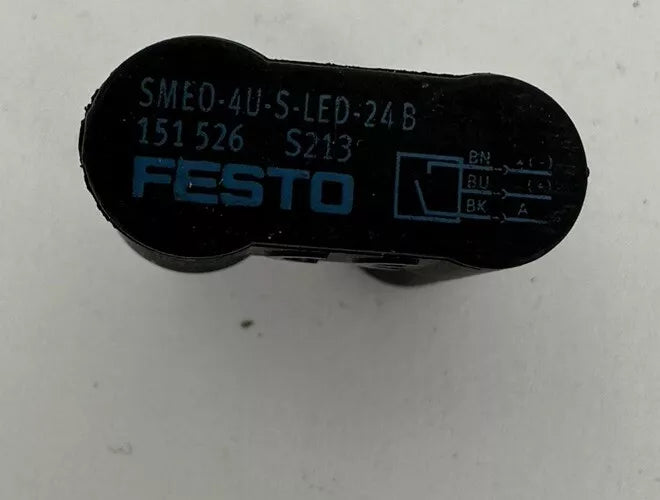 SMEO-4U-S-LED-24 B
151 526 S213
FESTO
BN
BU
BK A